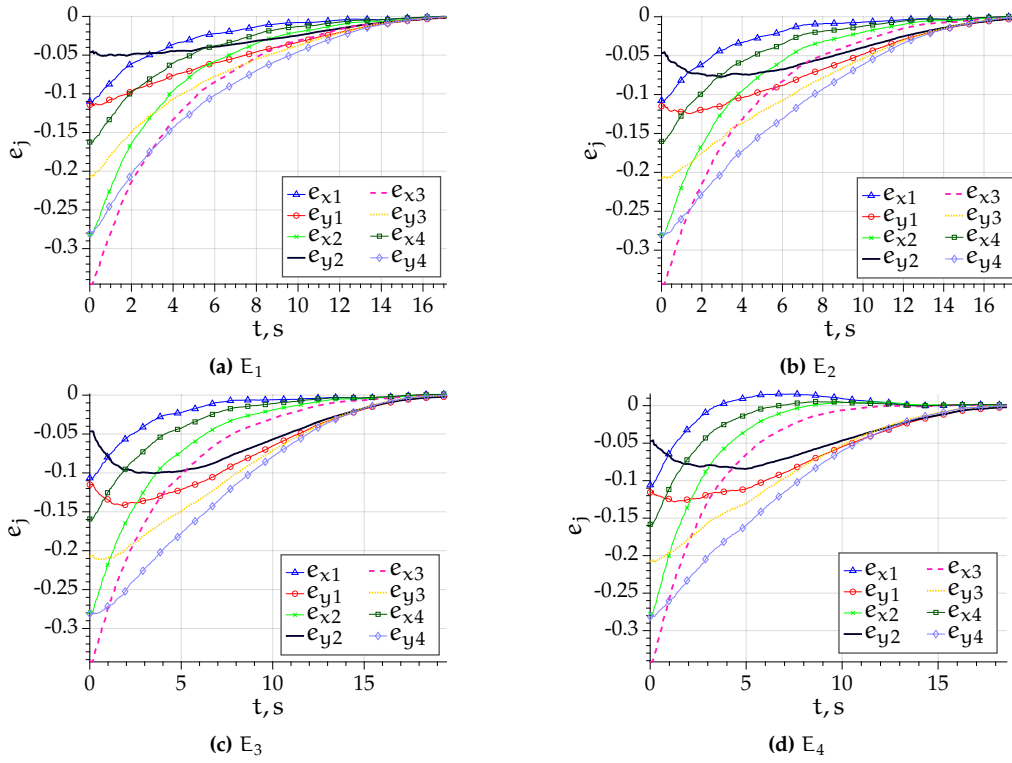 0
-0.05
-0.1
-0.15
-0.2
-0.25
-0.3
e_j
0 2 4 6 8 10 12 14 16
t, s
e_x1 e_x3
e_y1 e_y3
e_x2 e_x4
e_y2 e_y4
(a) E_1
0
-0.05
-0.1
-0.15
-0.2
-0.25
-0.3
e_j
0 2 4 6 8 10 12 14 16
t, s
e_x1 e_x3
e_y1 e_y3
e_x2 e_x4
e_y2 e_y4
(b) E_2
0
-0.05
-0.1
-0.15
-0.2
-0.25
-0.3
e_j
0 5 10 15
t, s
e_x1 e_x3
e_y1 e_y3
e_x2 e_x4
e_y2 e_y4
(c) E_3
0
-0.05
-0.1
-0.15
-0.2
-0.25
-0.3
e_j
0 5 10 15
t, s
e_x1 e_x3
e_y1 e_y3
e_x2 e_x4
e_y2 e_y4
(d) E_4